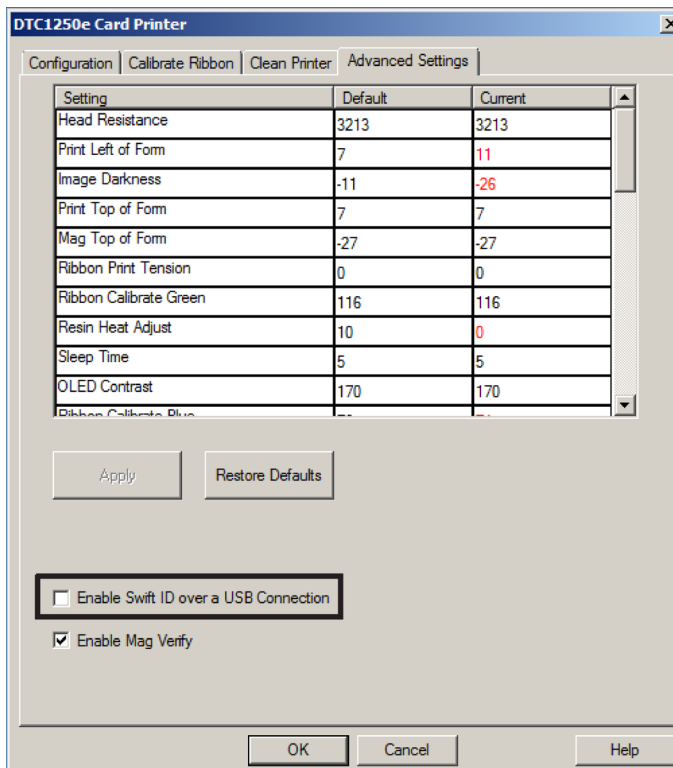 DTC1250e Card Printer
Configuration Calibrate Ribbon Clean Printer Advanced Settings
Setting Default Current
Head Resistance 3213 3213
Print Left of Form 7 11
Image Darkness -11 -26
Print Top of Form 7 7
Mag Top of Form -27 -27
Ribbon Print Tension 0 0
Ribbon Calibrate Green 116 116
Resin Heat Adjust 10 0
Sleep Time 5 5
OLED Contrast 170 170
Ribbon Calibrate Blue
Apply Restore Defaults
Enable Swift ID over a USB Connection
Enable Mag Verify
OK Cancel Help